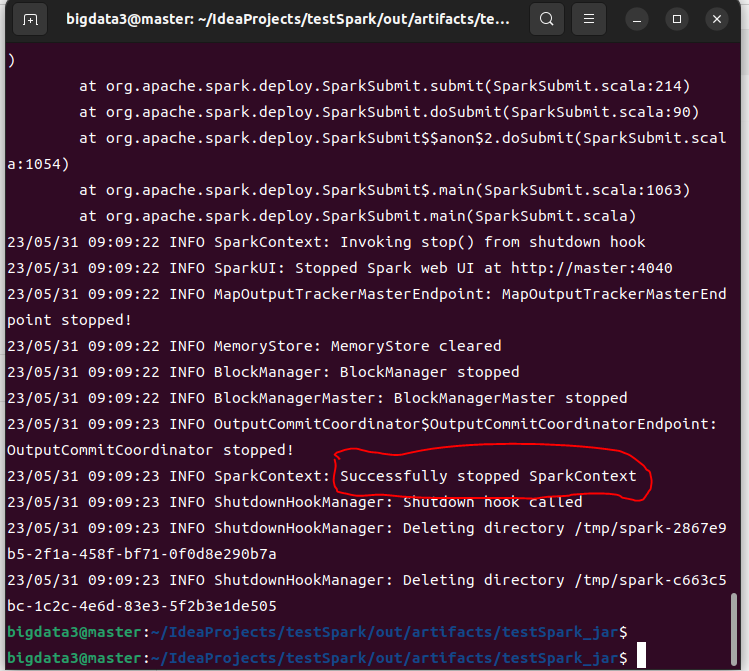 bigdata3@master: ~/IdeaProjects/testSpark/out/artifacts/te...
)
at org.apache.spark.deploy.SparkSubmit.submit(SparkSubmit.scala:214)
at org.apache.spark.deploy.SparkSubmit.doSubmit(SparkSubmit.scala:90)
at org.apache.spark.deploy.SparkSubmit$$anon$2.doSubmit(SparkSubmit.scal
a:1054)
at org.apache.spark.deploy.SparkSubmit$.main(SparkSubmit.scala:1063)
at org.apache.spark.deploy.SparkSubmit.main(SparkSubmit.scala)
23/05/31 09:09:22 INFO SparkContext: Invoking stop() from shutdown hook
23/05/31 09:09:22 INFO SparkUI: Stopped Spark web UI at http://master:4040
23/05/31 09:09:22 INFO MapOutputTrackerMasterEndpoint: MapOutputTrackerMasterEnd
point stopped!
23/05/31 09:09:22 INFO MemoryStore: MemoryStore cleared
23/05/31 09:09:22 INFO BlockManager: BlockManager stopped
23/05/31 09:09:22 INFO BlockManagerMaster: BlockManagerMaster stopped
23/05/31 09:09:23 INFO OutputCommitCoordinator$OutputCommitCoordinatorEndpoint:
OutputCommitCoordinator stopped!
23/05/31 09:09:23 INFO SparkContext: Successfully stopped SparkContext
23/05/31 09:09:23 INFO ShutdownHookManager: Shutdown hook called
23/05/31 09:09:23 INFO ShutdownHookManager: Deleting directory /tmp/spark-2867e9
b5-2f1a-458f-bf71-0f0d8e290b7a
23/05/31 09:09:23 INFO ShutdownHookManager: Deleting directory /tmp/spark-c663c5
bc-1c2c-4e6d-83e3-5f2b3e1de505
bigdata3@master:~/IdeaProjects/testSpark/out/artifacts/testSpark_jar$
bigdata3@master:~/IdeaProjects/testSpark/out/artifacts/testSpark_jar$